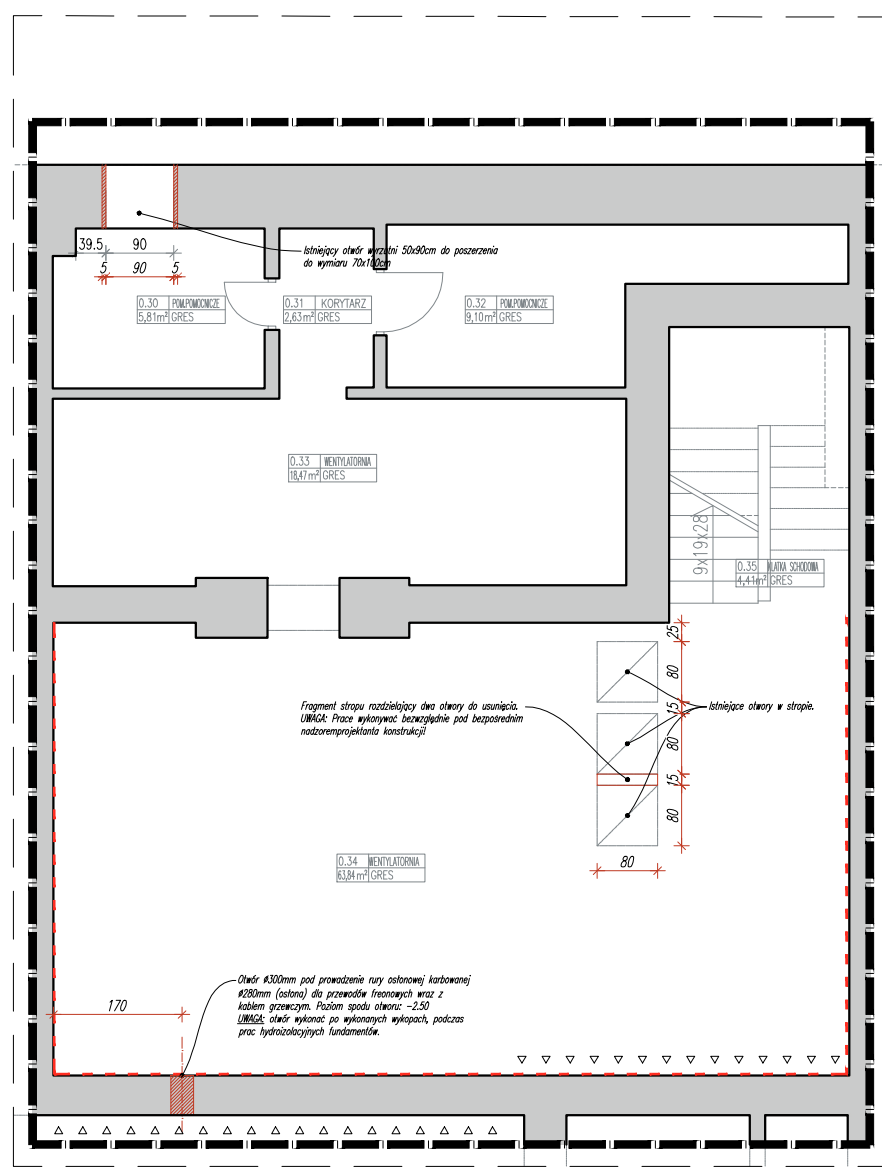 39.5 90
5 90 5
Istniejący otwór wyrzutni 50x90cm do poszerzenia
do wymiaru 70x100cm
0.30 POM.POMOCNICZE
5,81m² GRES
0.31 KORYTARZ
2,63m² GRES
0.32 POM.POMOCNICZE
9,10m² GRES
0.33 WENTYLATORNIA
18,47m² GRES
9x19x28
0.35 KLATKA SCHODOWA
4,41m² GRES
25
80
15
80
15
80
80
Fragment stropu rozdzielający dwa otwory do usunięcia.
UWAGA: Prace wykonywać bezwzględnie pod bezpośrednim
nadzoremprojektanta konstrukcji!
Istniejące otwory w stropie.
0.34 WENTYLATORNIA
63,84m² GRES
Otwór ø300mm pod prowadzenie rury osłonowej karbowanej
ø280mm (osłona) dla przewodów freonowych wraz z
kablem grzewczym. Poziom spodu otworu: -2.50
UWAGA: otwór wykonać po wykonanych wykopach, podczas
prac hydroizolacyjnych fundamentów.
170